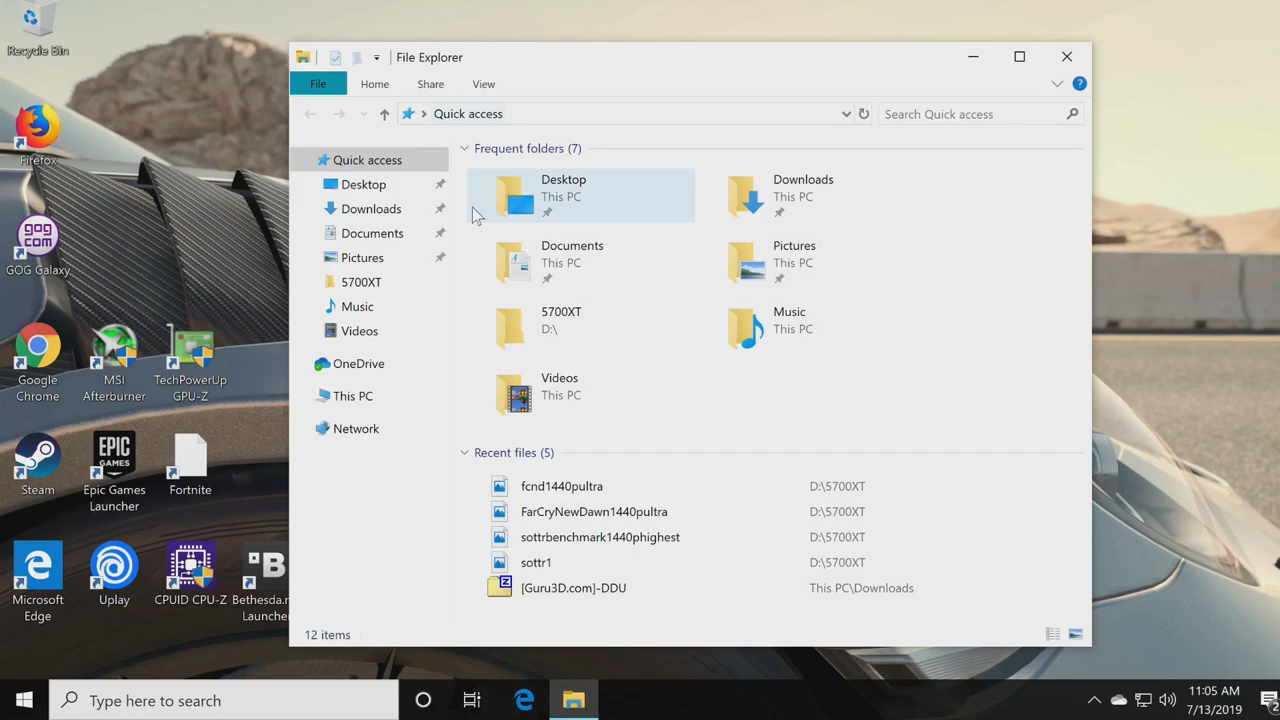 Recycle Bin
Firefox
GOG
COM
GOG Galaxy
Google
Chrome
MSI
Afterburner
TechPowerUp
GPU-Z
Steam
EPIC
GAMES
Epic Games
Launcher
Fortnite
Microsoft
Edge
Uplay
CPUID CPU-Z
Bethesda.n
Launcher
File Explorer
File
Home
Share
View
Quick access
Search Quick access
Quick access
Desktop
Downloads
Documents
Pictures
5700XT
Music
Videos
OneDrive
This PC
Network
Frequent folders (7)
Desktop
This PC
Downloads
This PC
Documents
This PC
Pictures
This PC
5700XT
D:\
Music
This PC
Videos
This PC
Recent files (5)
fcnd1440pultra D:\5700XT
FarCryNewDawn1440pultra D:\5700XT
sottrbenchmark1440phighest D:\5700XT
sottr1 D:\5700XT
[Guru3D.com]-DDU This PC\Downloads
12 items
Type here to search
11:05 AM
7/13/2019
2